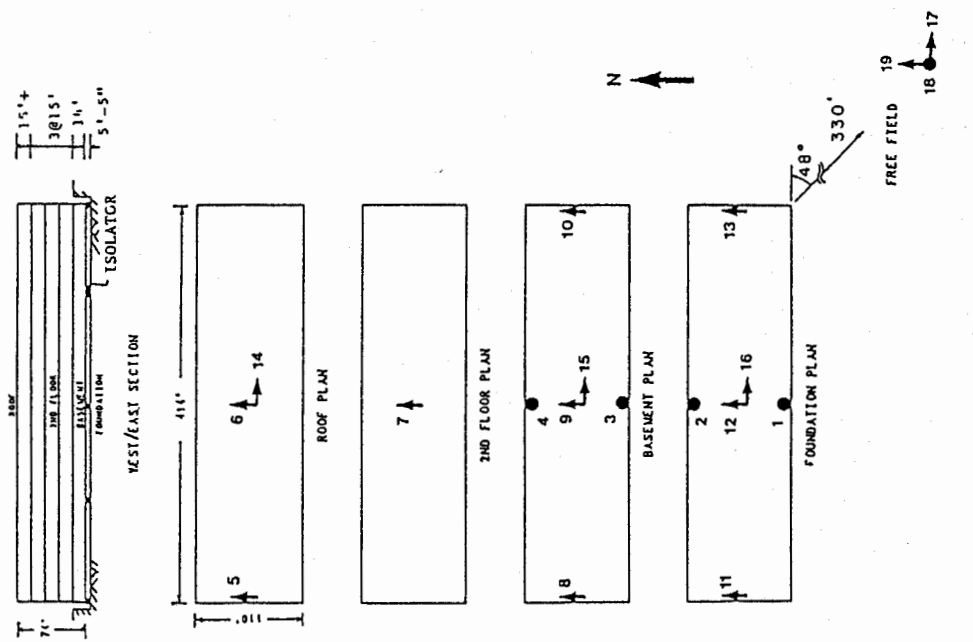 15'+
3@15'
14'
5'-5"
ROOF
2ND FLOOR
BASEMENT
FOUNDATION
ISOLATOR
74'
WEST/EAST SECTION
110'
5
6
14
ROOF PLAN
7
2ND FLOOR PLAN
8
4
9
15
3
10
BASEMENT PLAN
11
2
12
16
1
13
FOUNDATION PLAN
N
48°
330'
19
18
17
FREE FIELD